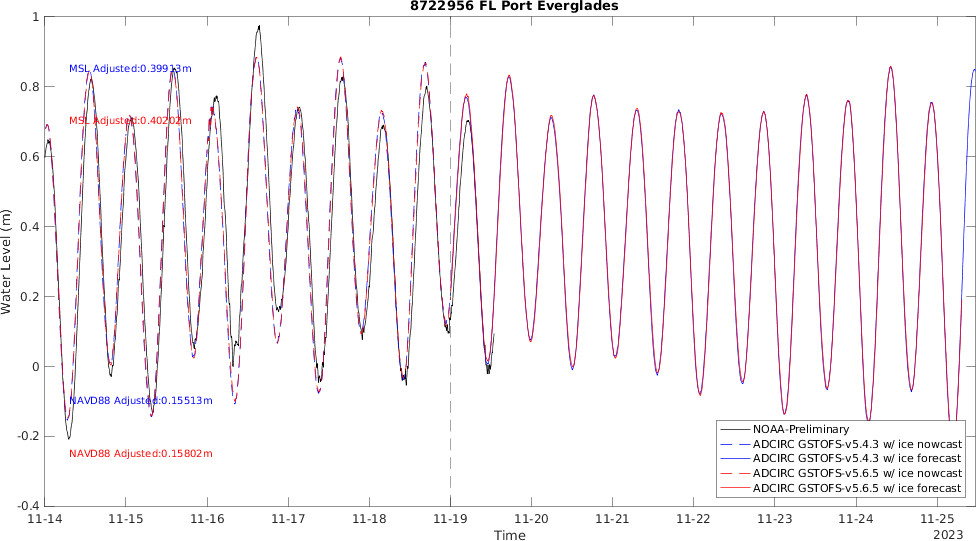 8722956 FL Port Everglades
1
0.8
0.6
0.4
0.2
0
-0.2
-0.4
Water Level (m)
MSL Adjusted:0.39913m
MSL Adjusted:0.40202m
NAVD88 Adjusted:0.15513m
NAVD88 Adjusted:0.15802m
NOAA-Preliminary
ADCIRC GSTOFS-v5.4.3 w/ ice nowcast
ADCIRC GSTOFS-v5.4.3 w/ ice forecast
ADCIRC GSTOFS-v5.6.5 w/ ice nowcast
ADCIRC GSTOFS-v5.6.5 w/ ice forecast
11-14 11-15 11-16 11-17 11-18 11-19 11-20 11-21 11-22 11-23 11-24 11-25
Time
2023